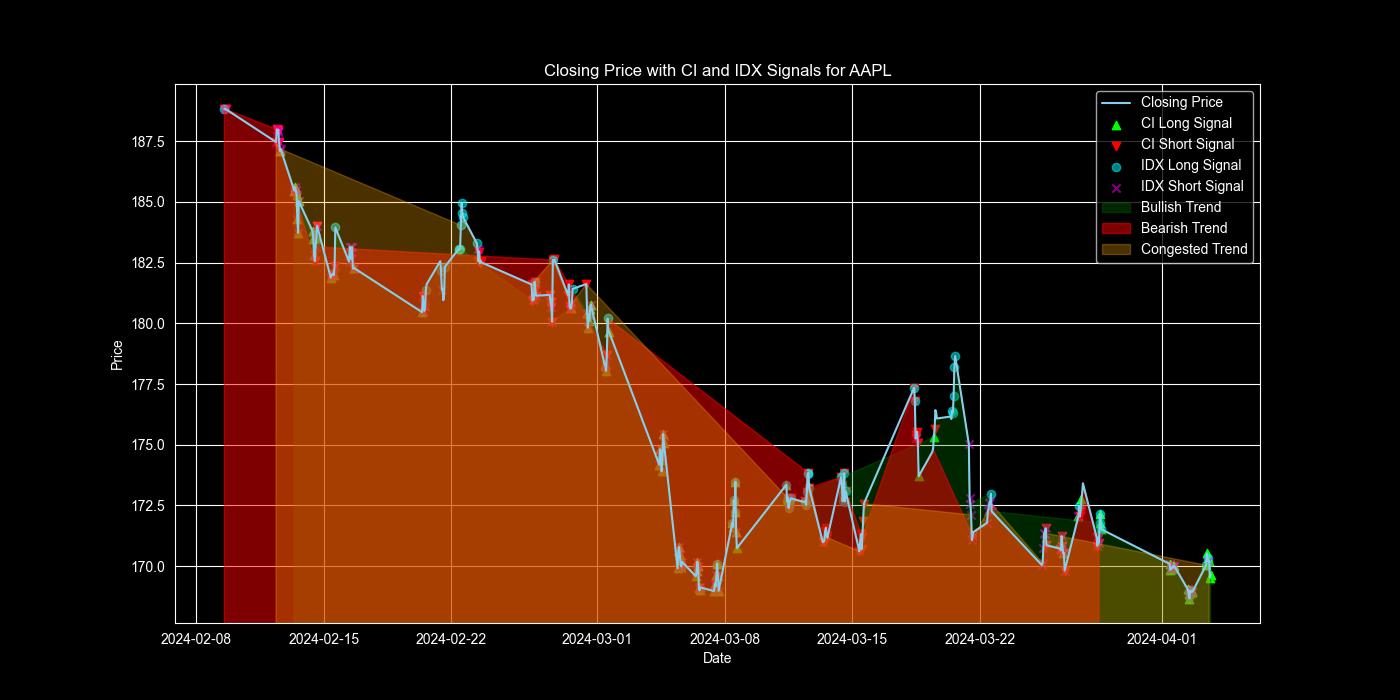 Closing Price with CI and IDX Signals for AAPL
Closing Price
CI Long Signal
CI Short Signal
IDX Long Signal
IDX Short Signal
Bullish Trend
Bearish Trend
Congested Trend
Price
187.5
185.0
182.5
180.0
177.5
175.0
172.5
170.0
2024-02-08
2024-02-15
2024-02-22
2024-03-01
2024-03-08
2024-03-15
2024-03-22
2024-04-01
Date